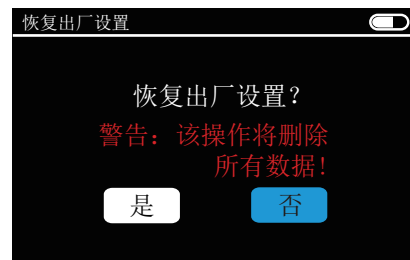 恢复出厂设置
恢复出厂设置？
警告：该操作将删除
所有数据！
是
否